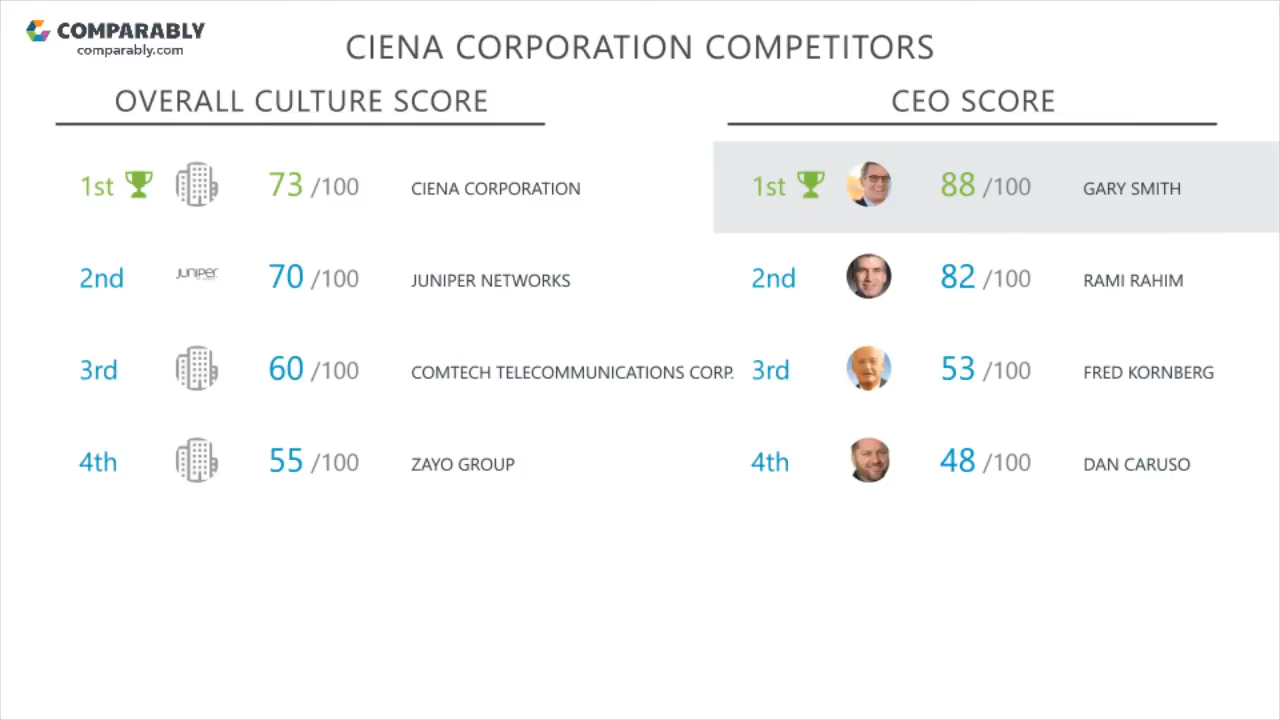 COMPARABLY
comparably.com
CIENA CORPORATION COMPETITORS
OVERALL CULTURE SCORE
1st 73 /100 CIENA CORPORATION
2nd JUNIPER 70 /100 JUNIPER NETWORKS
3rd 60 /100 COMTECH TELECOMMUNICATIONS CORP.
4th 55 /100 ZAYO GROUP
CEO SCORE
1st 88 /100 GARY SMITH
2nd 82 /100 RAMI RAHIM
3rd 53 /100 FRED KORNBERG
4th 48 /100 DAN CARUSO